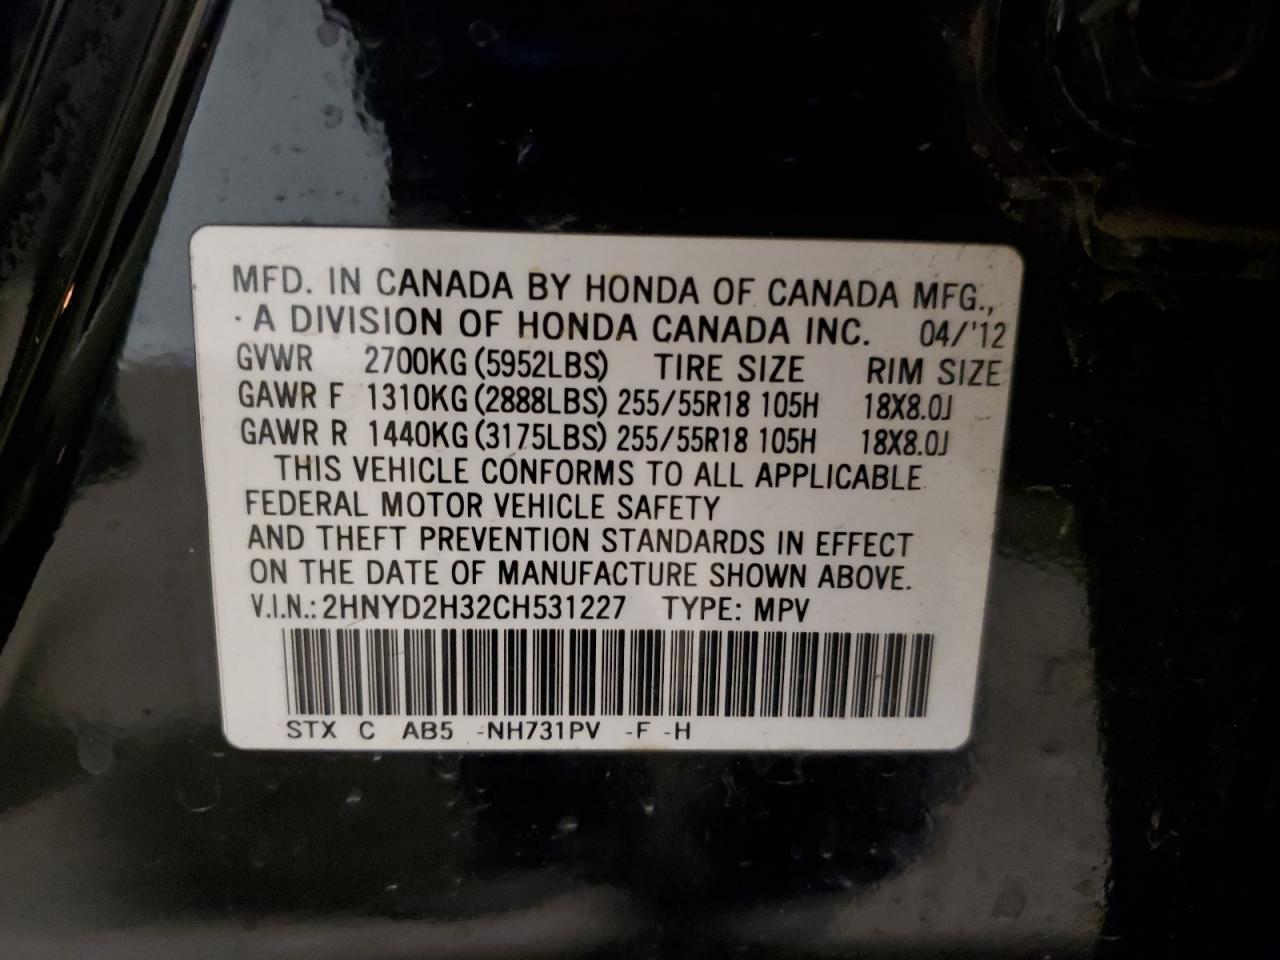 MFD. IN CANADA BY HONDA OF CANADA MFG.,
· A DIVISION OF HONDA CANADA INC. 04/'12
GVWR 2700KG (5952LBS) TIRE SIZE RIM SIZE
GAWR F 1310KG (2888LBS) 255/55R18 105H 18X8.0J
GAWR R 1440KG (3175LBS) 255/55R18 105H 18X8.0J
THIS VEHICLE CONFORMS TO ALL APPLICABLE
FEDERAL MOTOR VEHICLE SAFETY
AND THEFT PREVENTION STANDARDS IN EFFECT
ON THE DATE OF MANUFACTURE SHOWN ABOVE.
V.I.N.: 2HNYD2H32CH531227 TYPE: MPV
STX C AB5 -NH731PV -F -H